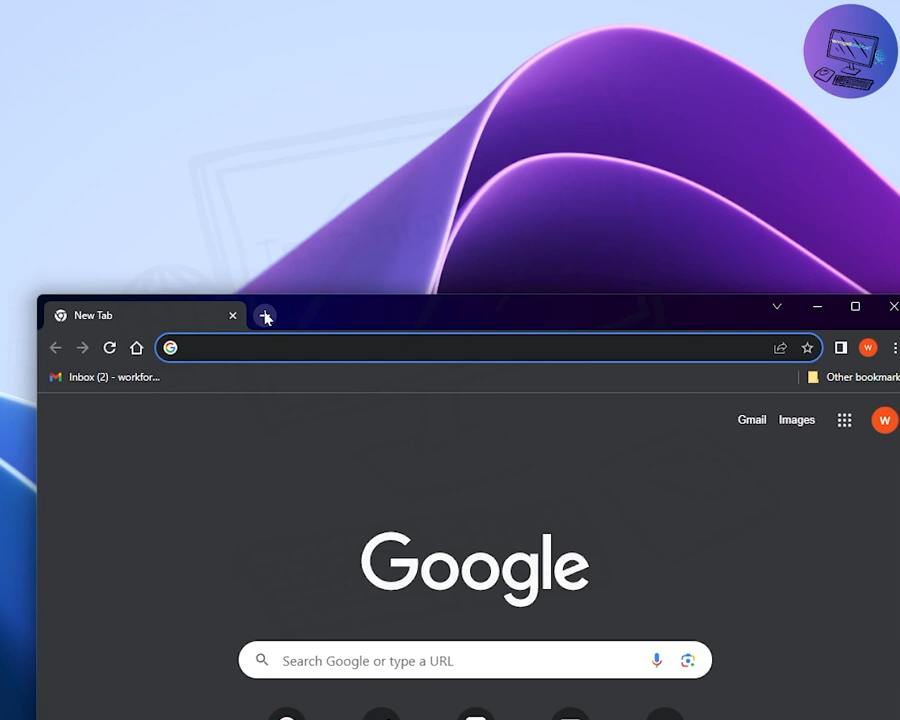 New Tab
Inbox (2) - workfor...
Other bookmark
Gmail
Images
W
W
Google
Search Google or type a URL